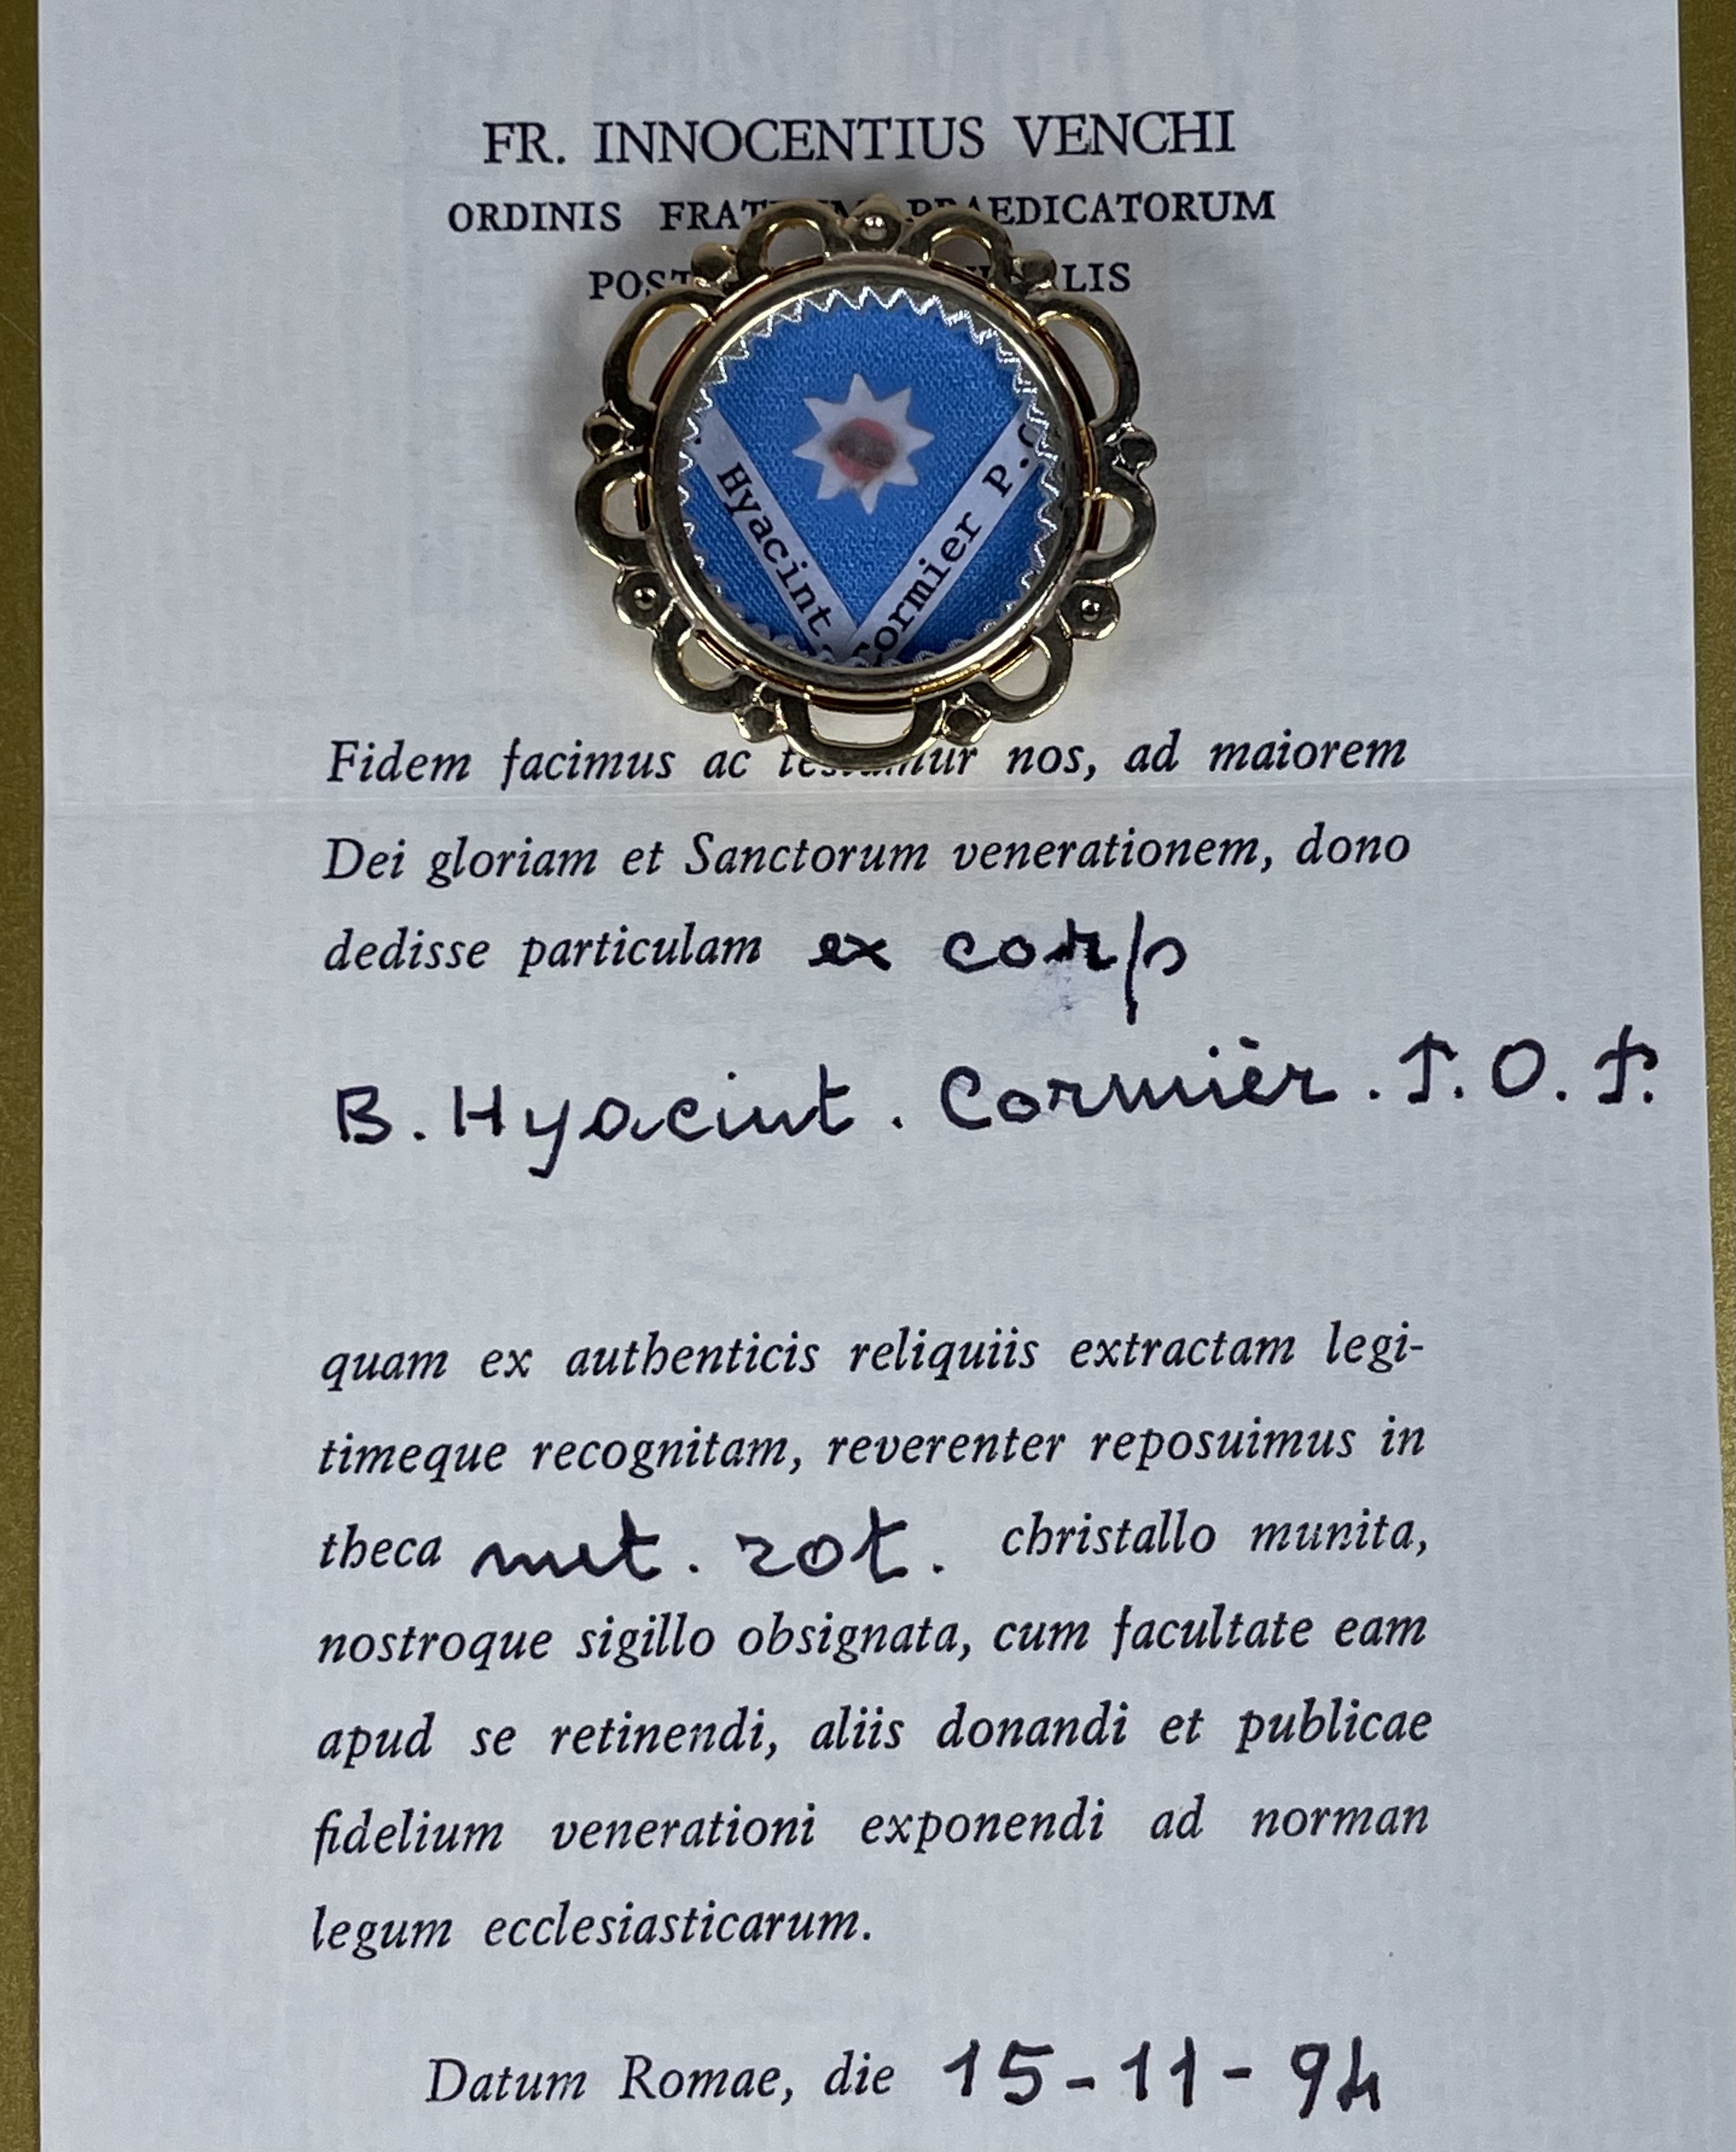 FR. INNOCENTIUS VENCHI
ORDINIS PRAEDICATORUM
Hyacint.
Cormier P.
Fidem facimus ac nos, ad maiorem
Dei gloriam et Sanctorum venerationem, dono
dedisse particulam ex corp
B. Hyacint. Cormièr. P. O. P.
quam ex authenticis reliquiis extractam legi-
timeque recognitam, reverenter reposuimus in
theca met. rot. christallo munita,
nostroque sigillo obsignata, cum facultate eam
apud se retinendi, aliis donandi et publicae
fidelium venerationi exponendi ad norman
legum ecclesiasticarum.
Datum Romae, die 15-11-94